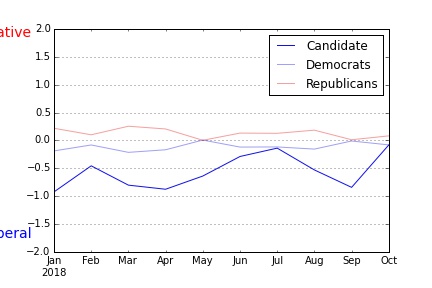 ative
2.0
Candidate
Democrats
Republicans
1.5
1.0
0.5
0.0
−0.5
−1.0
−1.5
beral
−2.0
Jan Feb Mar Apr May Jun Jul Aug Sep Oct
2018